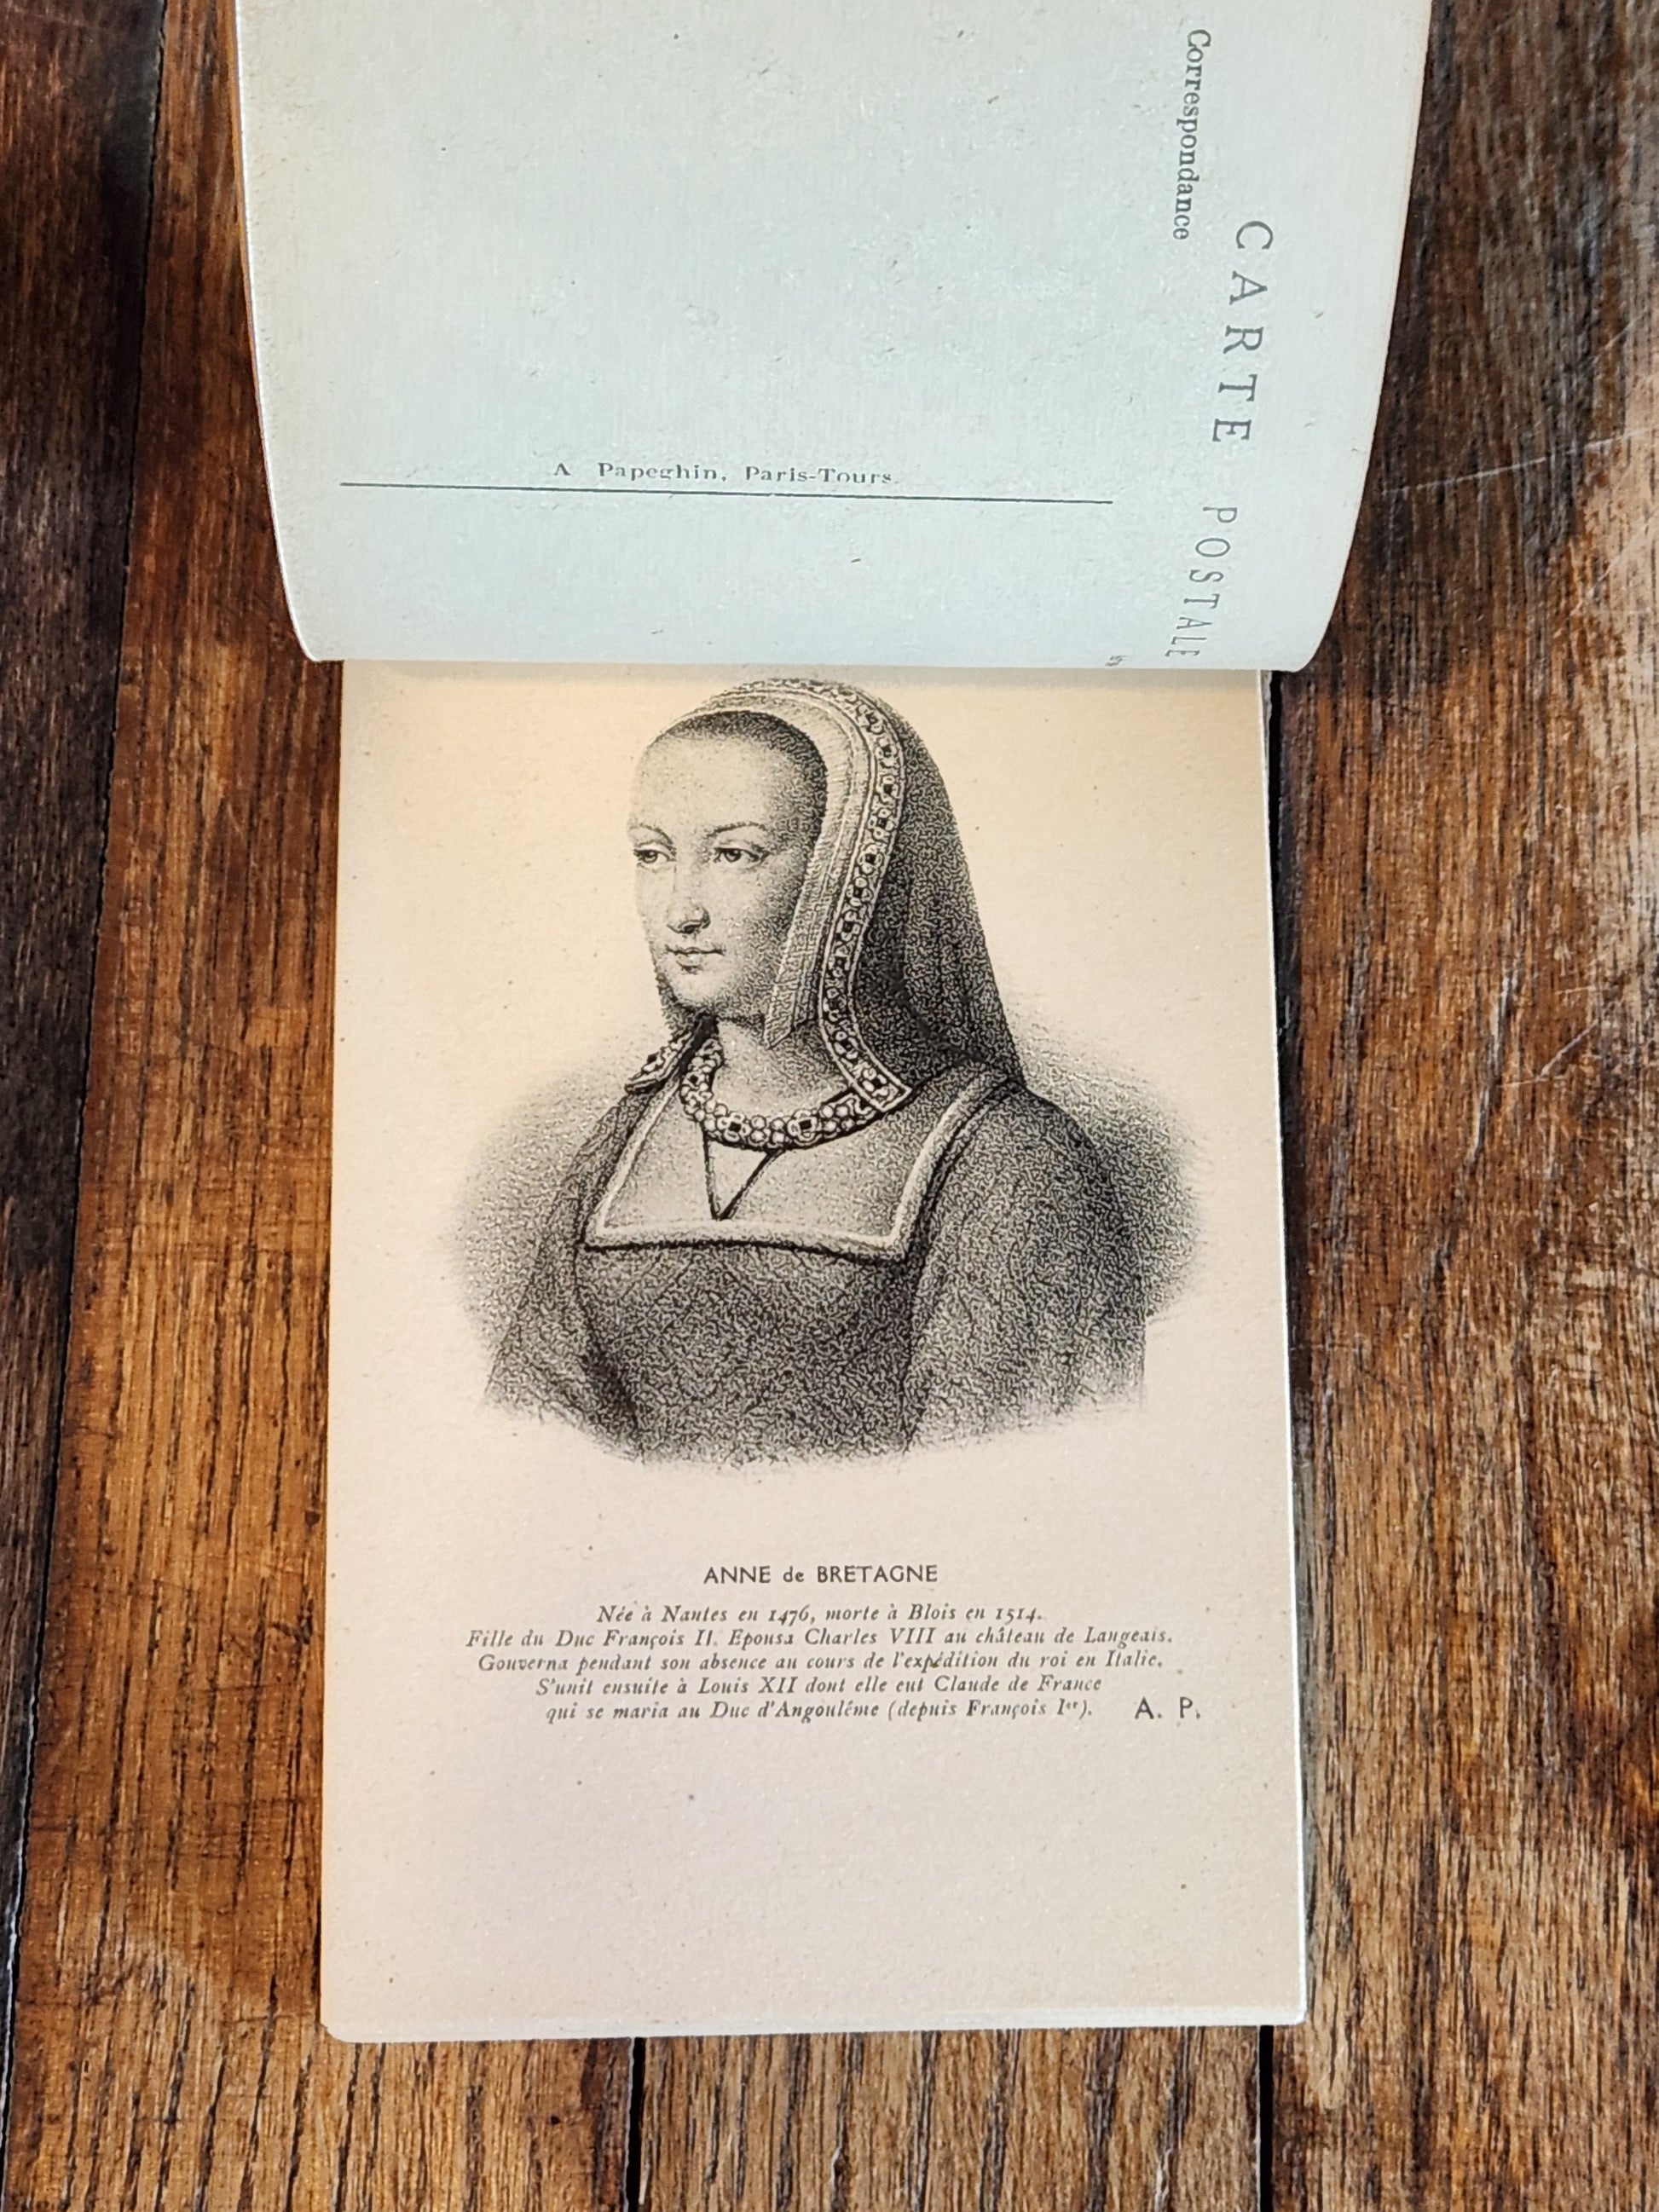 Correspondance
CARTE POSTALE
A Papeghin, Paris-Tours.
ANNE de BRETAGNE
Née à Nantes en 1476, morte à Blois en 1514.
Fille du Duc François II. Epousa Charles VIII au château de Langeais.
Gouverna pendant son absence au cours de l'expédition du roi en Italie.
S'unit ensuite à Louis XII dont elle eut Claude de France
qui se maria au Duc d'Angoulême (depuis François Ier).
A. P.